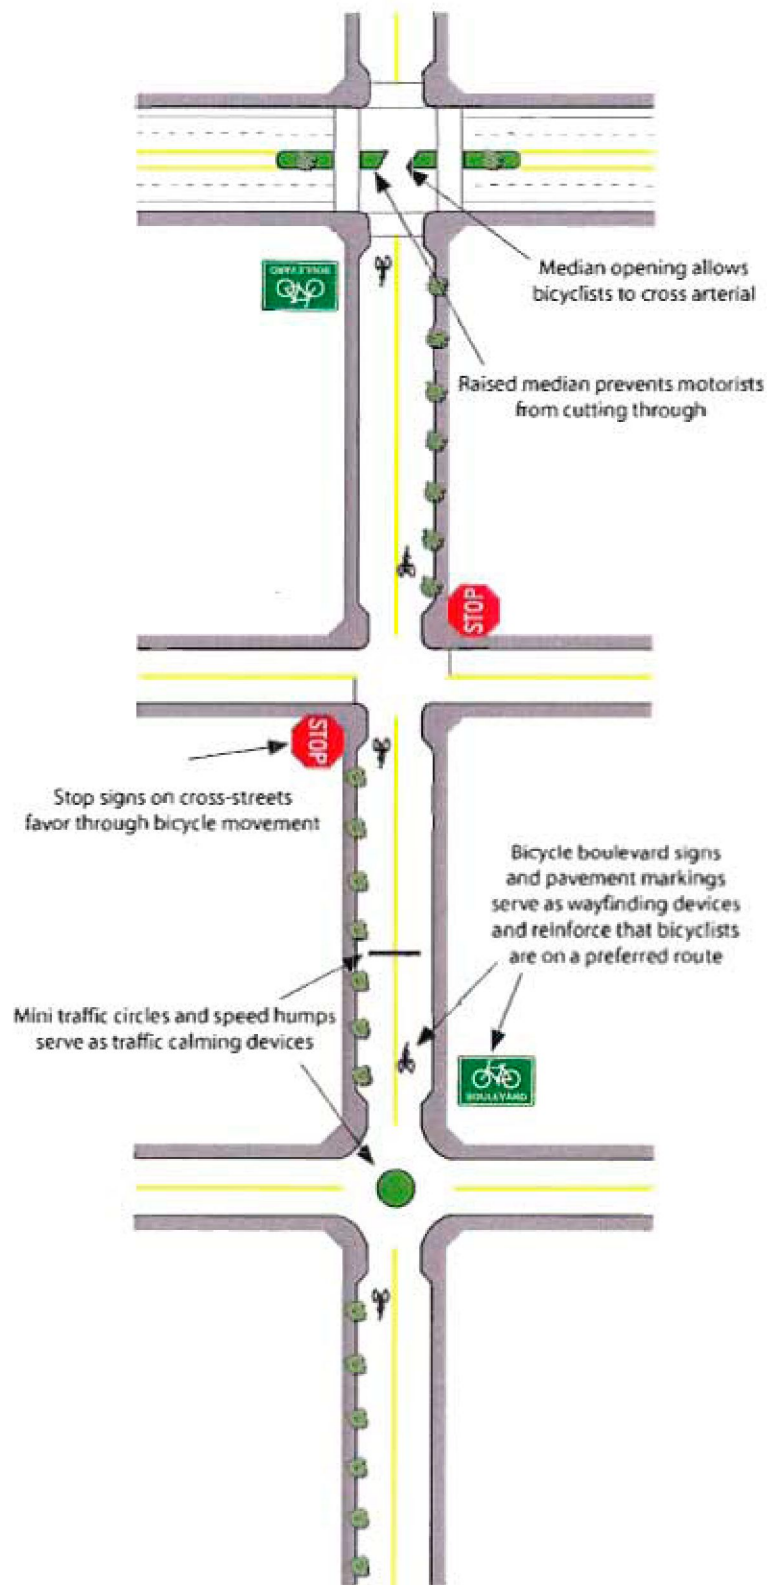 BOULEVARD
Median opening allows
bicyclists to cross arterial
Raised median prevents motorists
from cutting through
STOP
STOP
Stop signs on cross-streets
favor through bicycle movement
Bicycle boulevard signs
and pavement markings
serve as wayfinding devices
and reinforce that bicyclists
are on a preferred route
Mini traffic circles and speed humps
serve as traffic calming devices
BOULEVARD